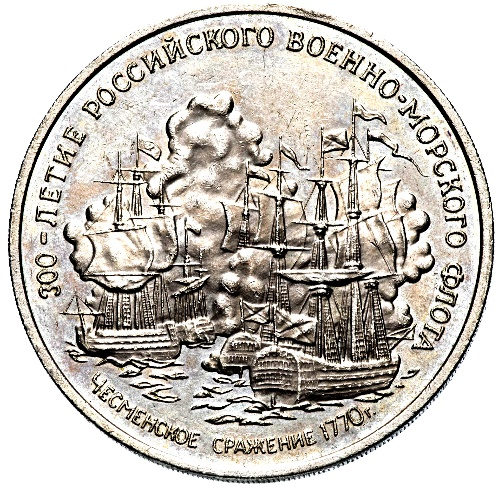 300-ЛЕТИЕ РОССИЙСКОГО ВОЕННО-МОРСКОГО ФЛОТА
ЧЕСМЕНСКОЕ СРАЖЕНИЕ 1770г.